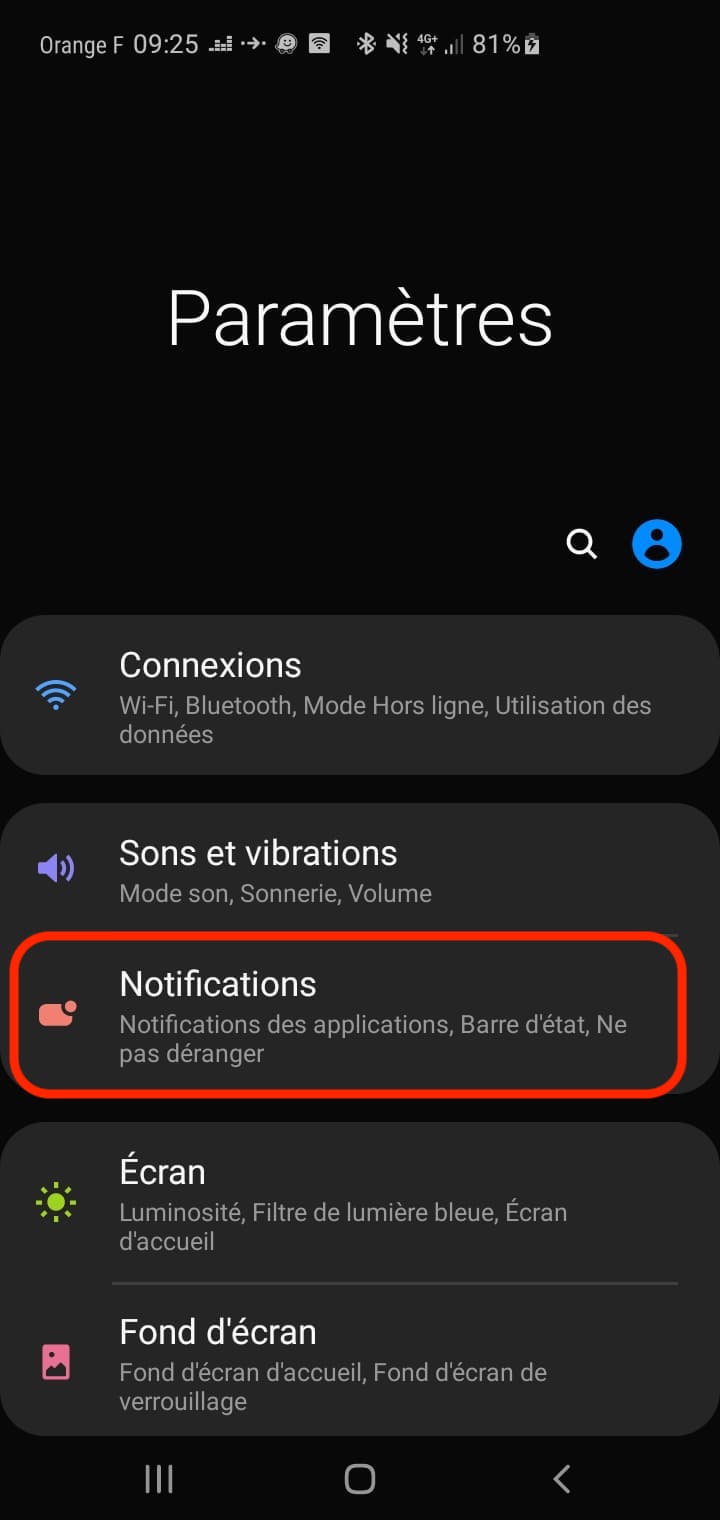 Orange F 09:25 4G+ 81%
Paramètres
Connexions
Wi-Fi, Bluetooth, Mode Hors ligne, Utilisation des
données
Sons et vibrations
Mode son, Sonnerie, Volume
Notifications
Notifications des applications, Barre d'état, Ne
pas déranger
Écran
Luminosité, Filtre de lumière bleue, Écran
d'accueil
Fond d'écran
Fond d'écran d'accueil, Fond d'écran de
verrouillage